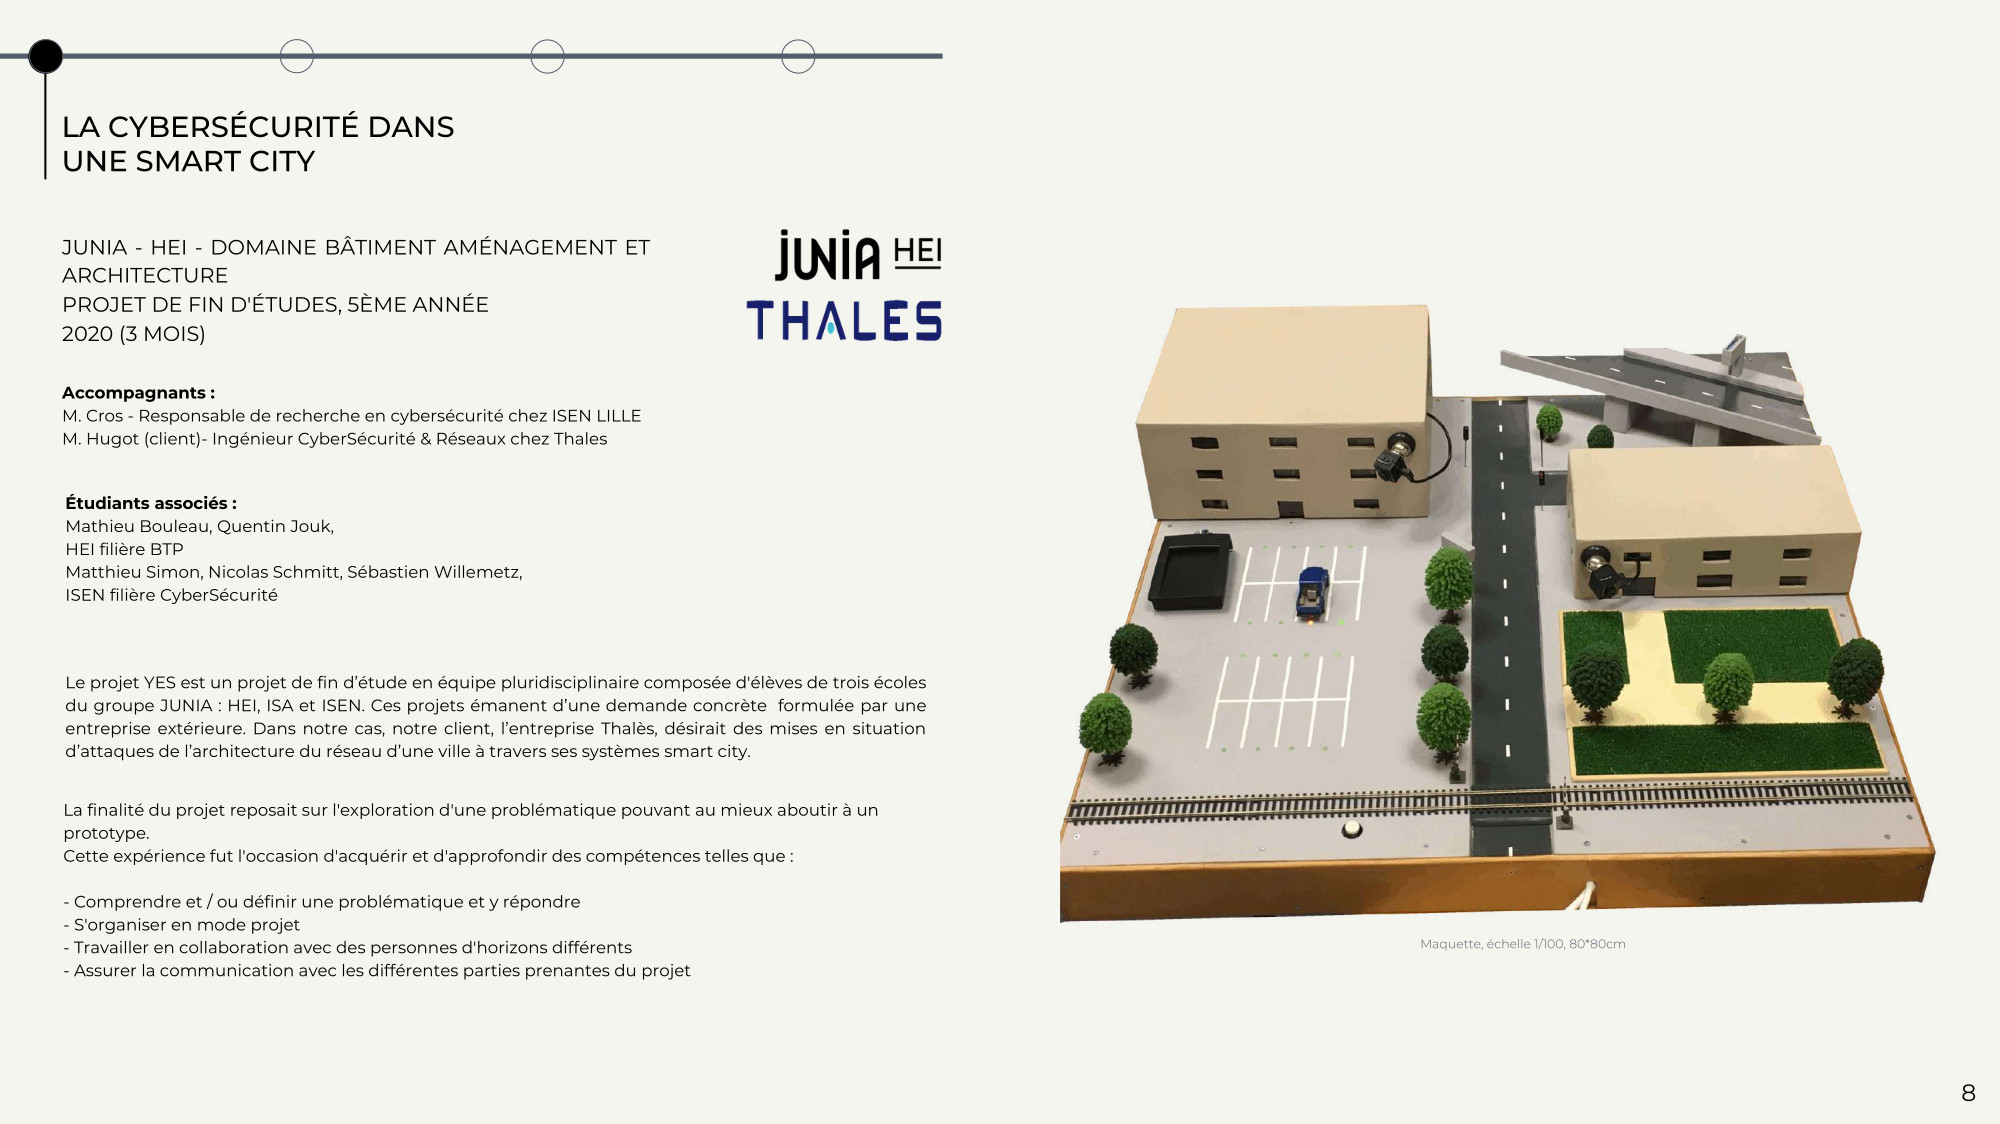 LA CYBERSÉCURITÉ DANS
UNE SMART CITY
JUNIA - HEI - DOMAINE BÂTIMENT AMÉNAGEMENT ET
ARCHITECTURE
PROJET DE FIN D'ÉTUDES, 5ÈME ANNÉE
2020 (3 MOIS)
JUNIA HEI
THALES
Accompagnants :
M. Cros - Responsable de recherche en cybersécurité chez ISEN LILLE
M. Hugot (client)- Ingénieur CyberSécurité & Réseaux chez Thales
Étudiants associés :
Mathieu Bouleau, Quentin Jouk,
HEI filière BTP
Matthieu Simon, Nicolas Schmitt, Sébastien Willemetz,
ISEN filière CyberSécurité
Le projet YES est un projet de fin d’étude en équipe pluridisciplinaire composée d'élèves de trois écoles
du groupe JUNIA : HEI, ISA et ISEN. Ces projets émanent d’une demande concrète formulée par une
entreprise extérieure. Dans notre cas, notre client, l’entreprise Thalès, désirait des mises en situation
d’attaques de l’architecture du réseau d’une ville à travers ses systèmes smart city.
La finalité du projet reposait sur l'exploration d'une problématique pouvant au mieux aboutir à un
prototype.
Cette expérience fut l'occasion d'acquérir et d'approfondir des compétences telles que :
- Comprendre et / ou définir une problématique et y répondre
- S'organiser en mode projet
- Travailler en collaboration avec des personnes d'horizons différents
- Assurer la communication avec les différentes parties prenantes du projet
Maquette, échelle 1/100, 80*80cm
8